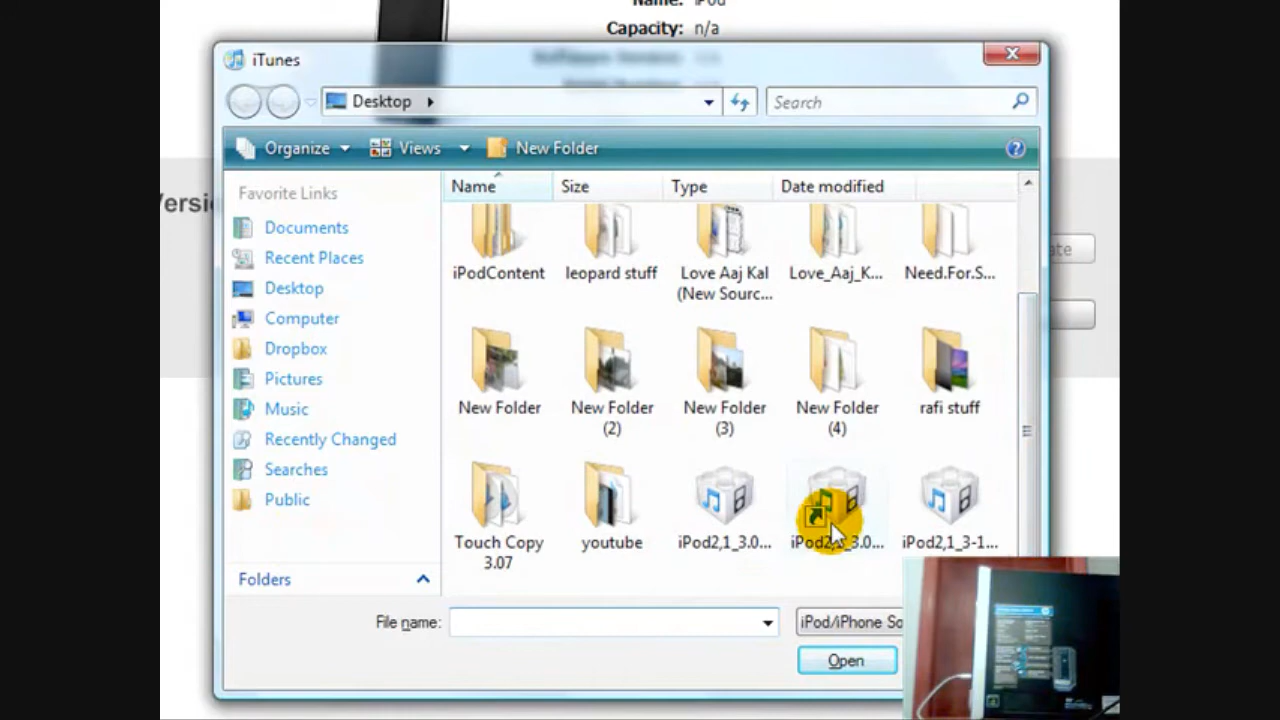 Name: iPod
Capacity: n/a
iTunes
Desktop
Search
Organize Views New Folder
Favorite Links
Name Size Type Date modified
Documents
Recent Places
Desktop
Computer
Dropbox
Pictures
Music
Recently Changed
Searches
Public
Folders
iPodContent leopard stuff Love Aaj Kal Love_Aaj_K... Need.For.S...
(New Sourc...
New Folder New Folder New Folder New Folder rafi stuff
(2) (3) (4)
Touch Copy youtube iPod2,1_3.0... iPod2,1_3.0... iPod2,1_3-1...
3.07
File name: iPod/iPhone So
Open
Versi
ate